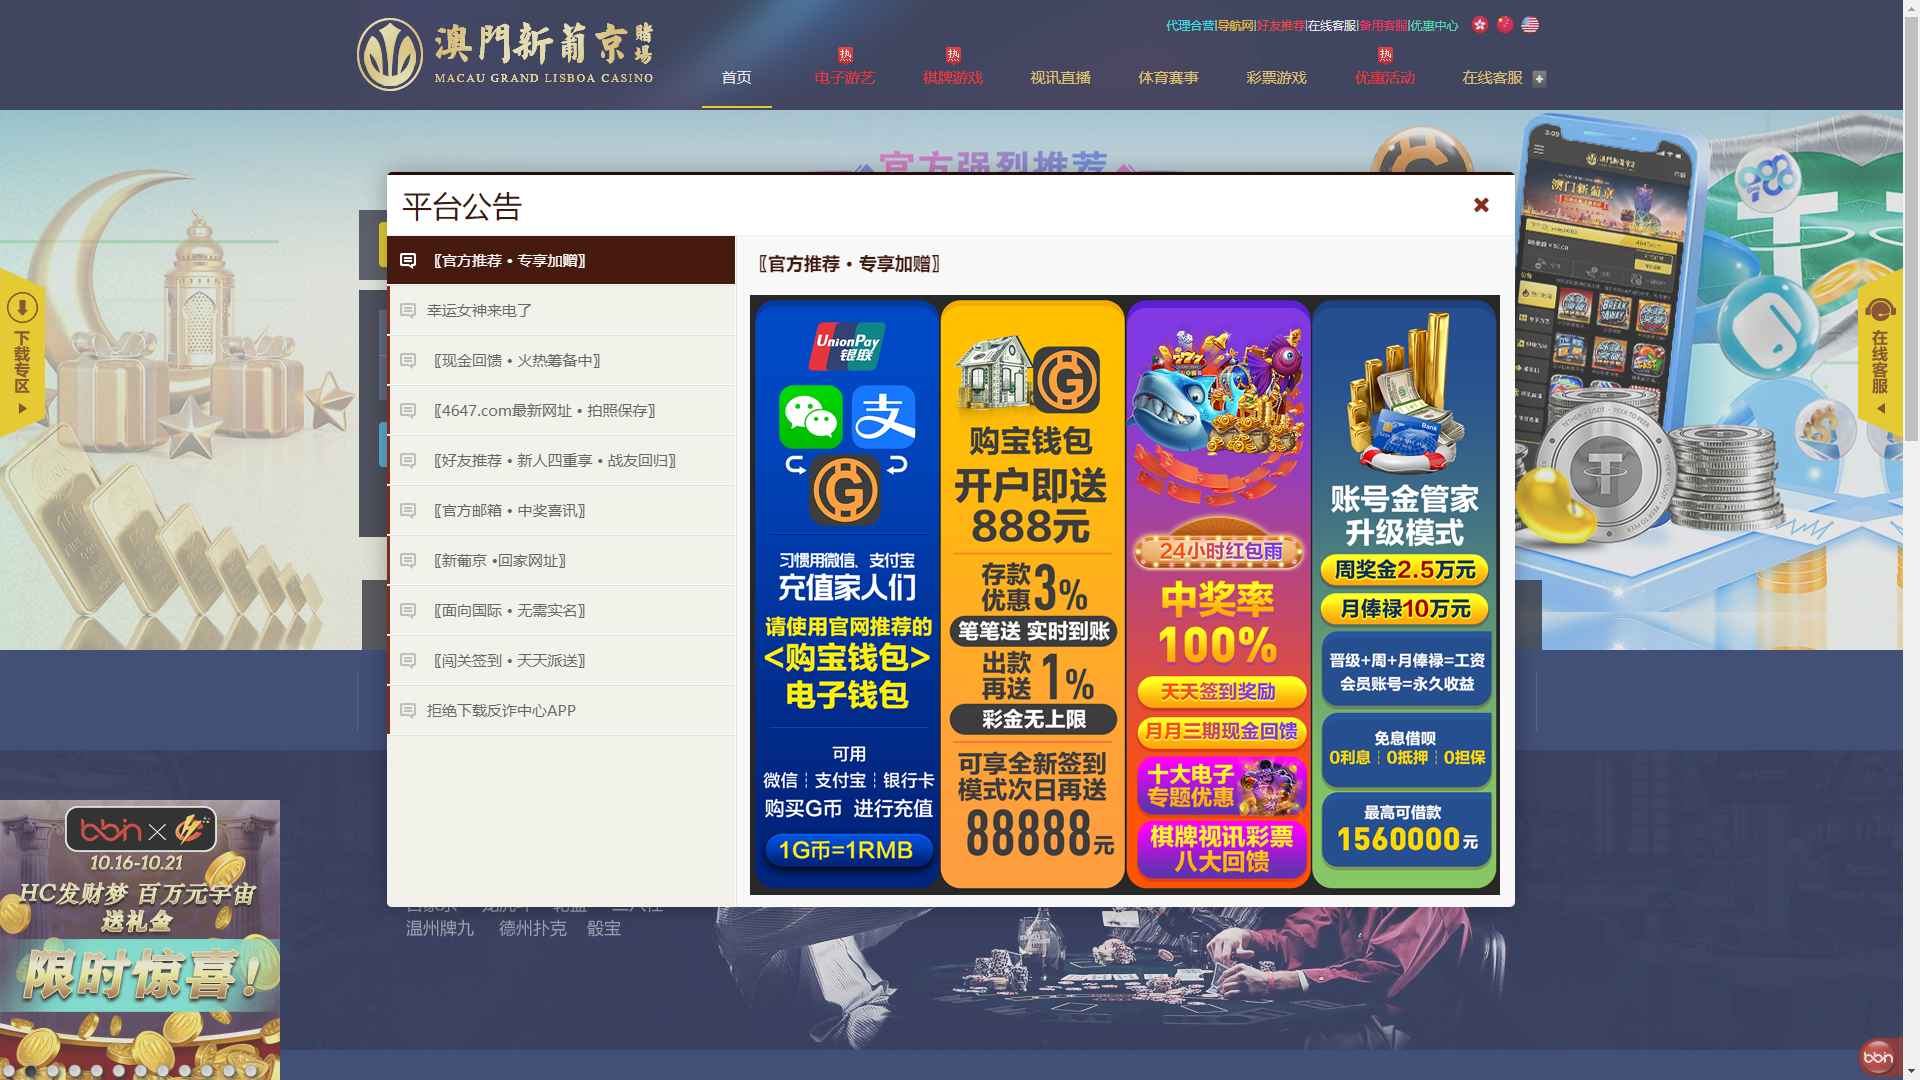 澳門新葡京
賭場
MACAU GRAND LISBOA CASINO
代理合营|导航网|好友推荐|在线客服|备用客服|优惠中心
热
热
热
首页
电子游艺
棋牌游戏
视讯直播
体育赛事
彩票游戏
优惠活动
在线客服
官方强烈推荐
下载专区
在线客服
平台公告
〖官方推荐 • 专享加赠〗
幸运女神来电了
〖现金回馈 • 火热筹备中〗
〖4647.com最新网址 • 拍照保存〗
〖好友推荐 • 新人四重享 • 战友回归〗
〖官方邮箱 • 中奖喜讯〗
〖新葡京 •回家网址〗
〖面向国际 • 无需实名〗
〖闯关签到 • 天天派送〗
拒绝下载反诈中心APP
〖官方推荐 • 专享加赠〗
UnionPay
银联
支
习惯用微信、支付宝
充值家人们
请使用官网推荐的
<购宝钱包>
电子钱包
可用
微信┆支付宝┆银行卡
购买G币 进行充值
1G币=1RMB
购宝钱包
开户即送
888元
存款
优惠3%
笔笔送 实时到账
出款
再送1%
彩金无上限
可享全新签到
模式次日再送
88888元
24小时红包雨
中奖率
100%
天天签到奖励
月月三期现金回馈
十大电子
专题优惠
棋牌视讯彩票
八大回馈
Bank
账号金管家
升级模式
周奖金2.5万元
月俸禄10万元
晋级+周+月俸禄=工资
会员账号=永久收益
免息借呗
0利息┆0抵押┆0担保
最高可借款
1560000元
3:09
澳門新葡京
澳门新葡京
温州牌九
德州扑克
骰宝
bbin
10.16-10.21
HC发财梦 百万元宇宙
送礼金
限时惊喜!
bbin